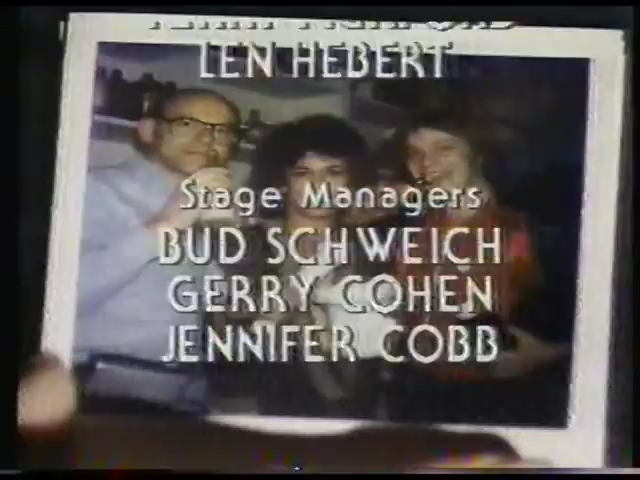 LEN HEBERT
Stage Managers
BUD SCHWEICH
GERRY COHEN
JENNIFER COBB